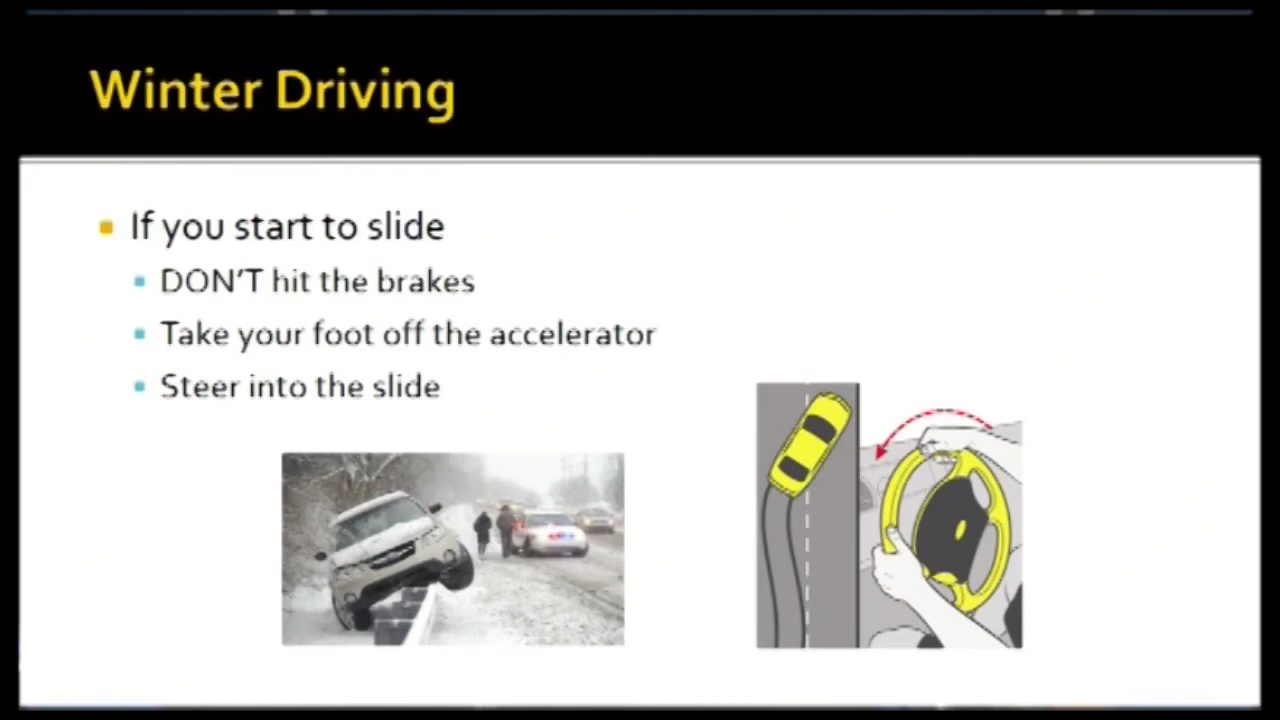 Winter Driving
If you start to slide
DON'T hit the brakes
Take your foot off the accelerator
Steer into the slide